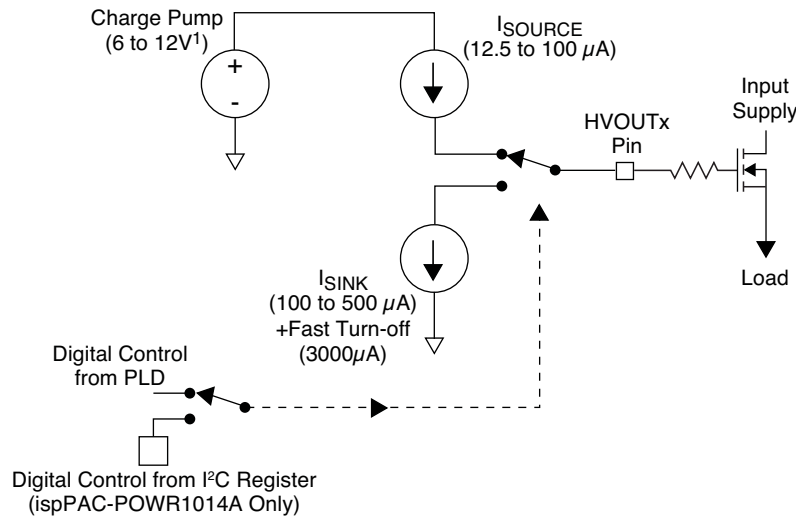 Charge Pump
(6 to 12V¹)
+
-
ISOURCE
(12.5 to 100 µA)
Input
Supply
HVOUTx
Pin
Load
ISINK
(100 to 500 µA)
+Fast Turn-off
(3000µA)
Digital Control
from PLD
Digital Control from I²C Register
(ispPAC-POWR1014A Only)